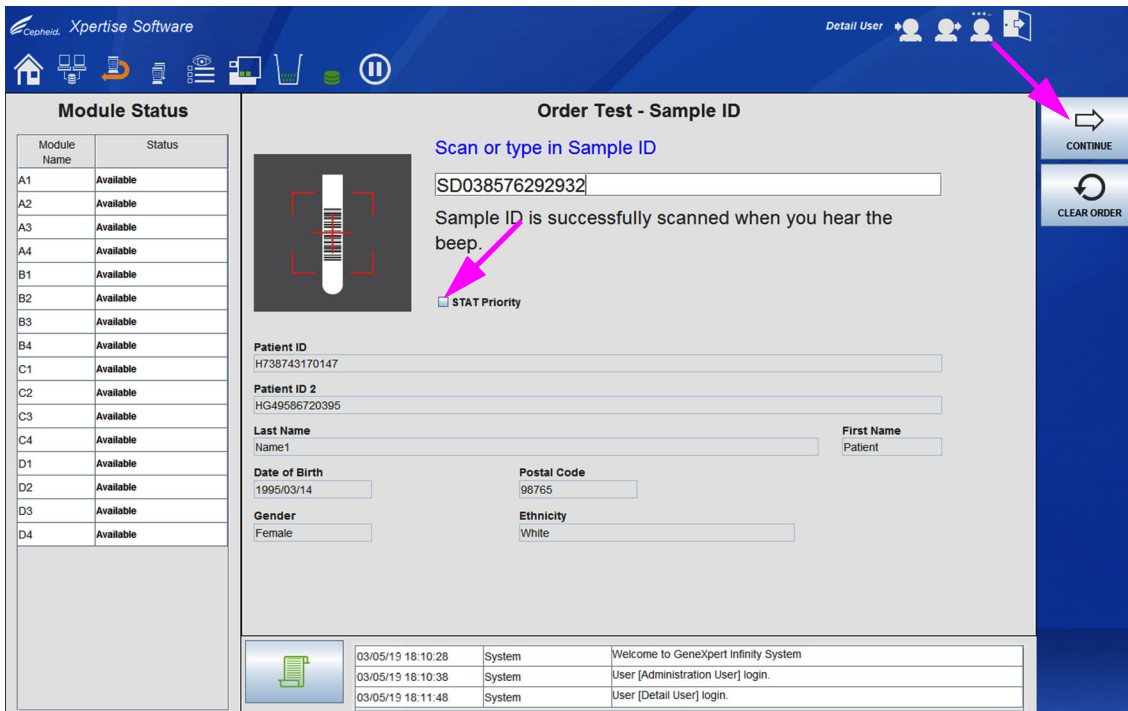 Cepheid. Xpertise Software
Detail User
Module Status
Module Name Status
A1 Available
A2 Available
A3 Available
A4 Available
B1 Available
B2 Available
B3 Available
B4 Available
C1 Available
C2 Available
C3 Available
C4 Available
D1 Available
D2 Available
D3 Available
D4 Available
Order Test - Sample ID
Scan or type in Sample ID
SD038576292932
Sample ID is successfully scanned when you hear the
beep.
STAT Priority
Patient ID
H738743170147
Patient ID 2
HG49586720395
Last Name First Name
Name1 Patient
Date of Birth Postal Code
1995/03/14 98765
Gender Ethnicity
Female White
03/05/19 18:10:28 System Welcome to GeneXpert Infinity System
03/05/19 18:10:38 System User [Administration User] login.
03/05/19 18:11:48 System User [Detail User] login.
CONTINUE
CLEAR ORDER